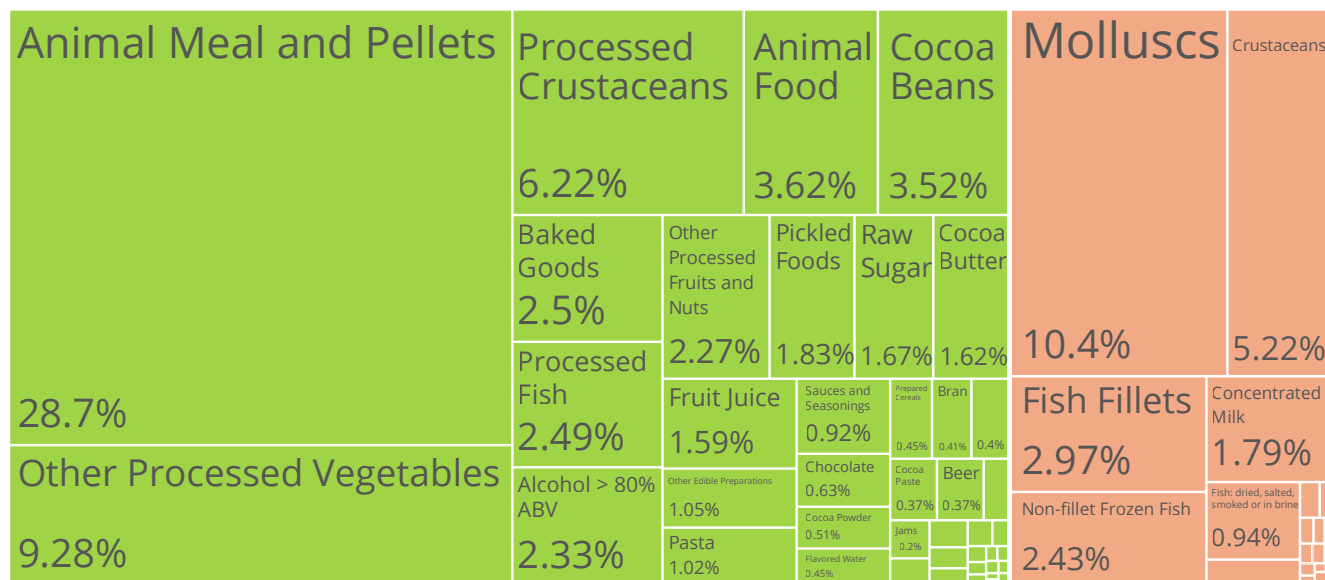 Animal Meal and Pellets
28.7%
Other Processed Vegetables
9.28%
Processed
Crustaceans
6.22%
Animal
Food
3.62%
Cocoa
Beans
3.52%
Baked
Goods
2.5%
Processed
Fish
2.49%
Alcohol > 80%
ABV
2.33%
Other
Processed
Fruits and
Nuts
2.27%
Pickled
Foods
1.83%
Raw
Sugar
1.67%
Cocoa
Butter
1.62%
Fruit Juice
1.59%
Other Edible Preparations
1.05%
Pasta
1.02%
Sauces and
Seasonings
0.92%
Chocolate
0.63%
Cocoa Powder
0.51%
Flavored Water
0.45%
Prepared
Cereals
0.45%
Bran
0.41%
0.4%
Cocoa
Paste
0.37%
Beer
0.37%
Jams
0.2%
Molluscs
10.4%
Crustaceans
5.22%
Fish Fillets
2.97%
Non-fillet Frozen Fish
2.43%
Concentrated
Milk
1.79%
Fish: dried, salted,
smoked or in brine
0.94%